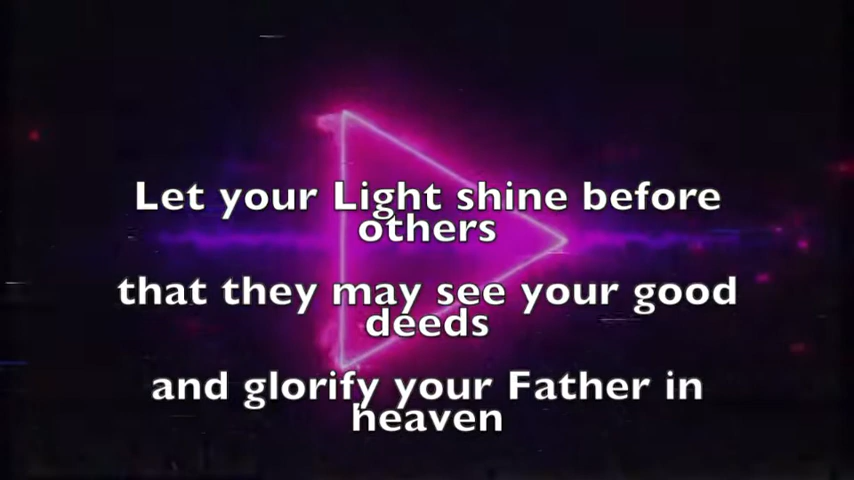 Let your Light shine before
others
that they may see your good
deeds
and glorify your Father in
heaven